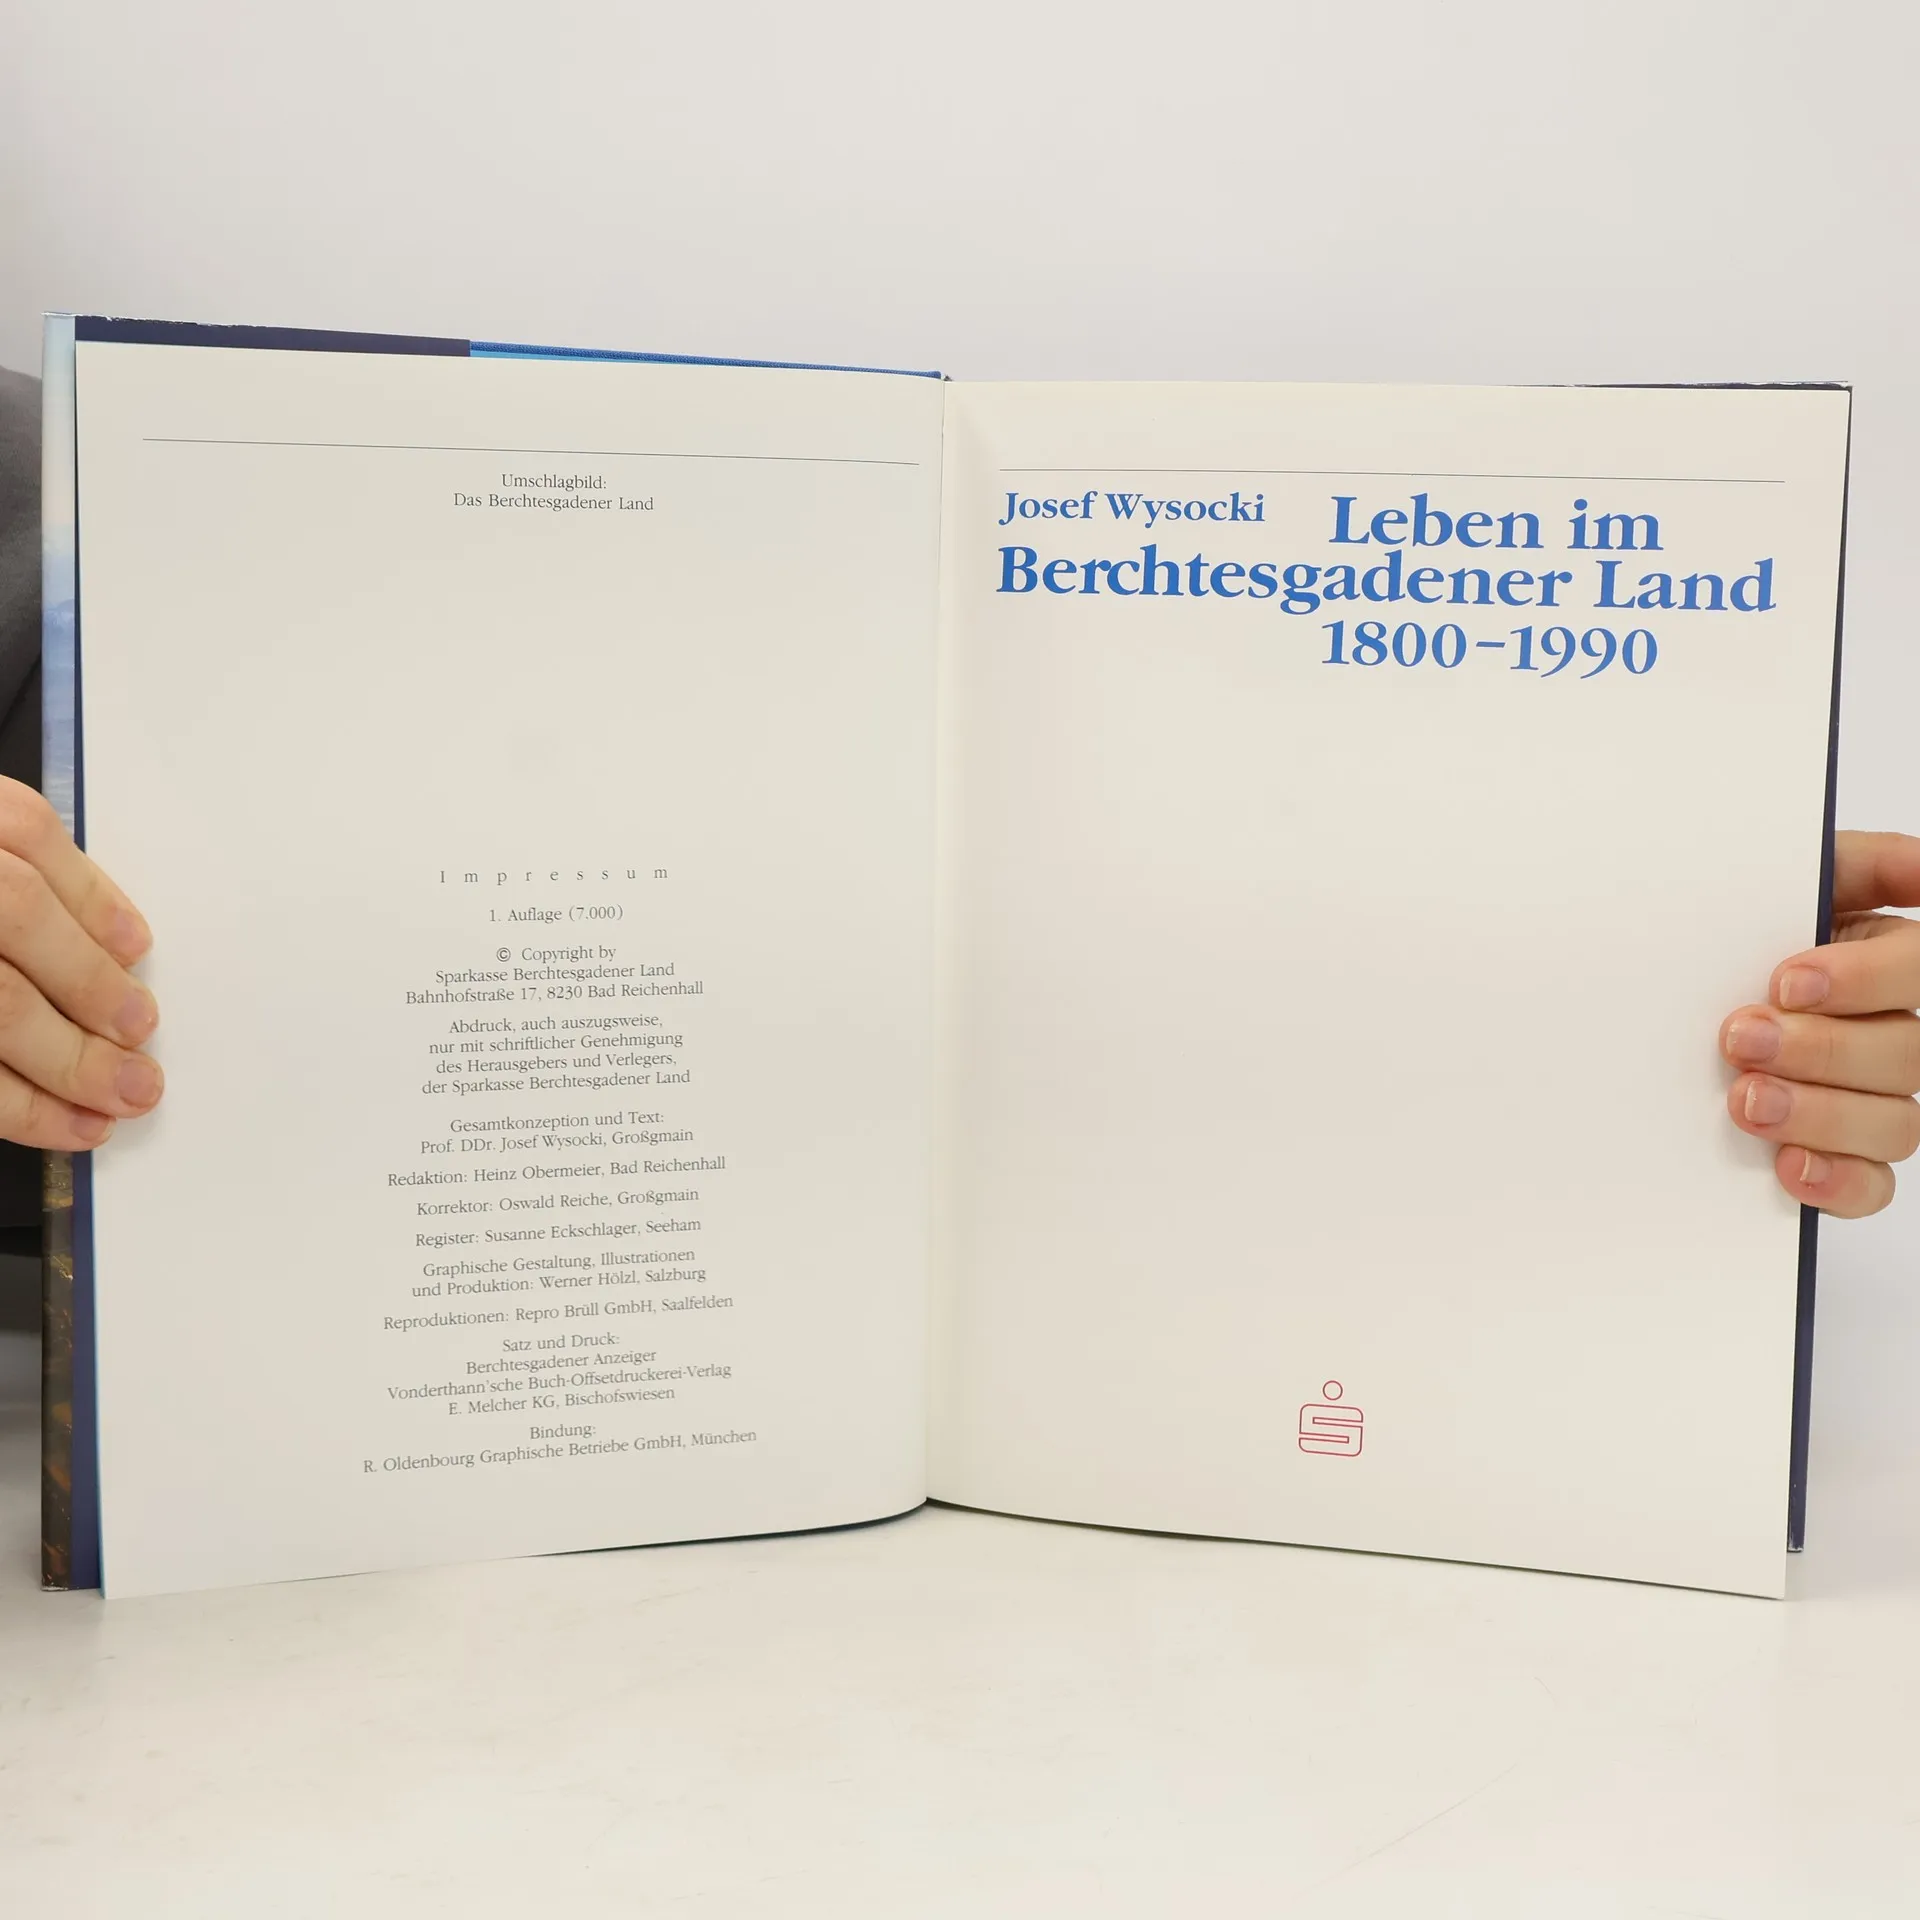 Umschlagbild:
Das Berchtesgadener Land
I m p r e s s u m
1. Auflage (7.000)
© Copyright by
Sparkasse Berchtesgadener Land
Bahnhofstraße 17, 8230 Bad Reichenhall
Abdruck, auch auszugsweise,
nur mit schriftlicher Genehmigung
des Herausgebers und Verlegers,
der Sparkasse Berchtesgadener Land
Gesamtkonzeption und Text:
Prof. DDr. Josef Wysocki, Großgmain
Redaktion: Heinz Obermeier, Bad Reichenhall
Korrektor: Oswald Reiche, Großgmain
Register: Susanne Eckschlager, Seeham
Graphische Gestaltung, Illustrationen
und Produktion: Werner Hölzl, Salzburg
Reproduktionen: Repro Brüll GmbH, Saalfelden
Satz und Druck:
Berchtesgadener Anzeiger
Vonderthann'sche Buch-Offsetdruckerei-Verlag
E. Melcher KG, Bischofswiesen
Bindung:
R. Oldenbourg Graphische Betriebe GmbH, München
Josef Wysocki Leben im
Berchtesgadener Land
1800–1990